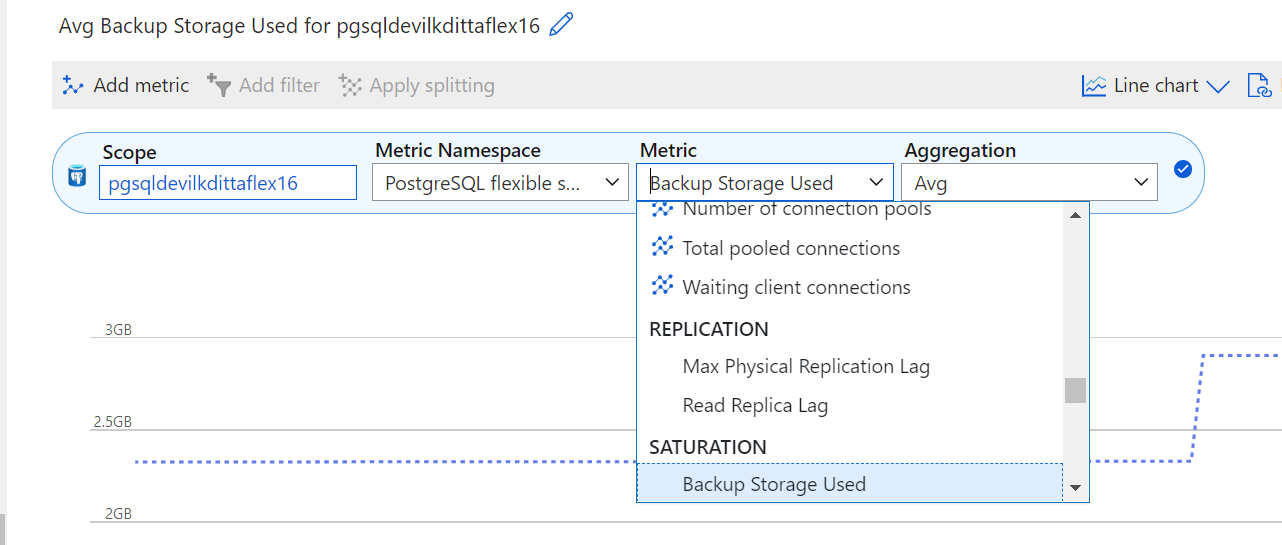 Avg Backup Storage Used for pgsqldevilkdittaflex16
Add metric Add filter Apply splitting Line chart
Scope Metric Namespace Metric Aggregation
pgsqldevilkdittaflex16 PostgreSQL flexible s... Backup Storage Used Avg
Number of connection pools
Total pooled connections
Waiting client connections
REPLICATION
3GB
Max Physical Replication Lag
Read Replica Lag
2.5GB
SATURATION
Backup Storage Used
2GB